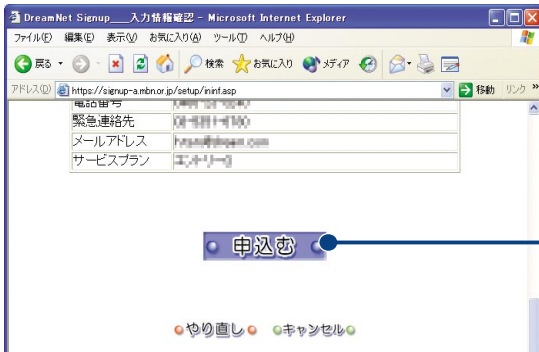 DreamNet Signup___入力情報確認 - Microsoft Internet Explorer
ファイル(F) 編集(E) 表示(V) お気に入り(A) ツール(T) ヘルプ(H)
戻る 検索 お気に入り メディア
アドレス(D) https://signup-a.mbn.or.jp/setup/ininf.asp 移動 リンク »
電話番号
緊急連絡先
メールアドレス
サービスプラン
申込む
やり直し キャンセル